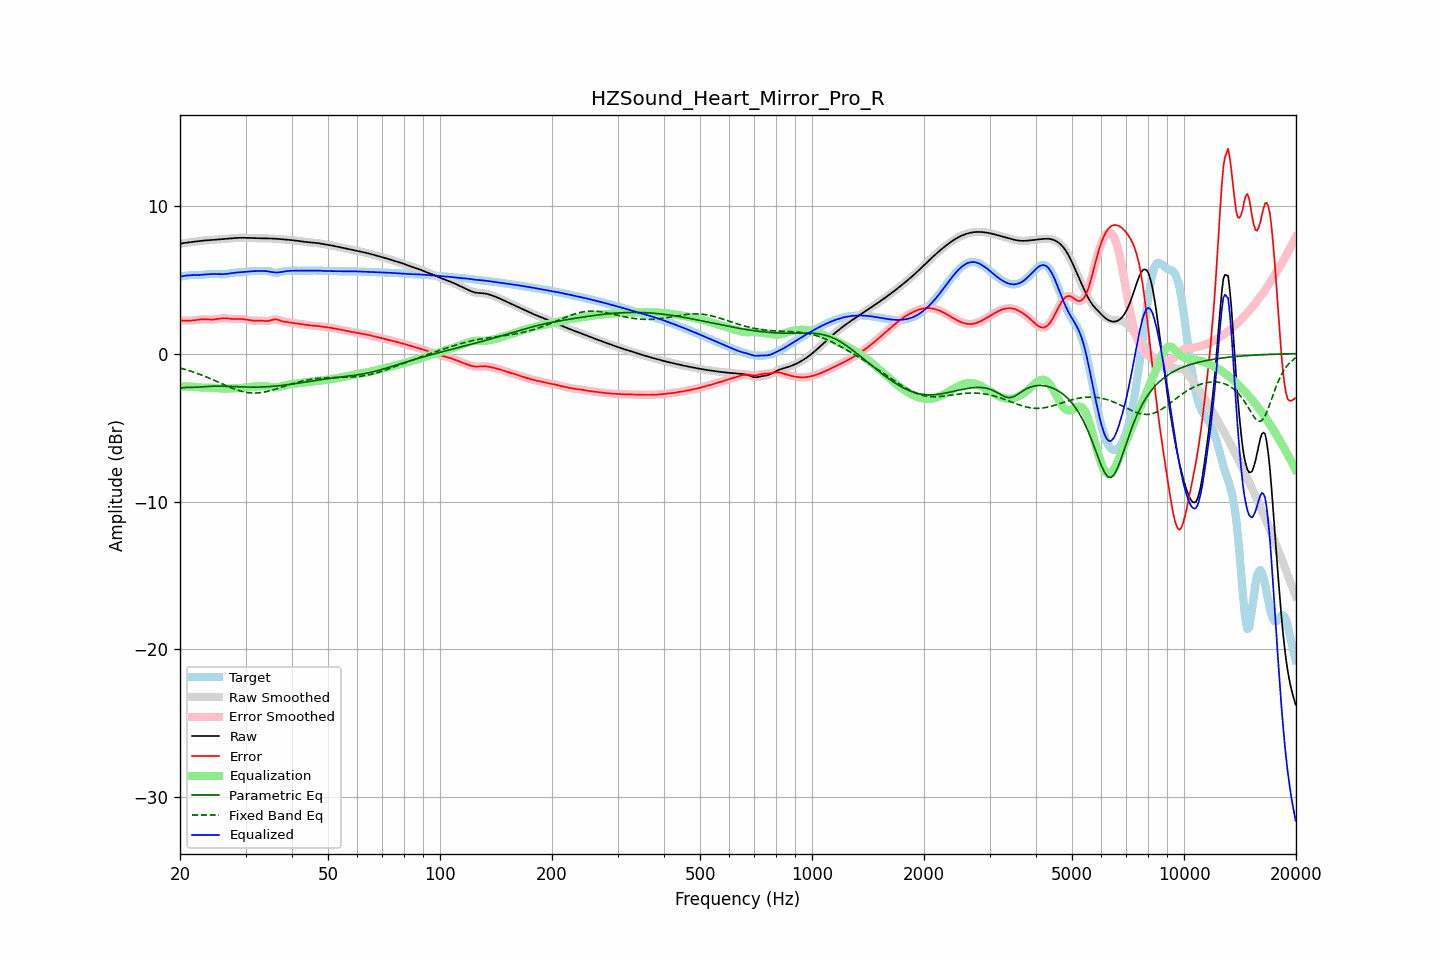 HZSound_Heart_Mirror_Pro_R
Amplitude (dBr)
10
0
−10
−20
−30
Target
Raw Smoothed
Error Smoothed
Raw
Error
Equalization
Parametric Eq
Fixed Band Eq
Equalized
20 50 100 200 500 1000 2000 5000 10000 20000
Frequency (Hz)